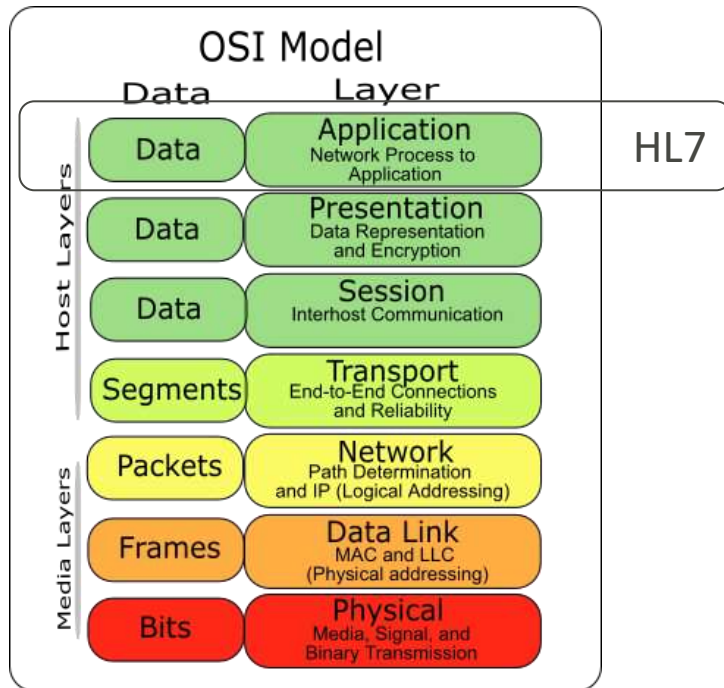 OSI Model
Data Layer
Data
Application
Network Process to
Application
HL7
Data
Presentation
Data Representation
and Encryption
Data
Session
Interhost Communication
Segments
Transport
End-to-End Connections
and Reliability
Packets
Network
Path Determination
and IP (Logical Addressing)
Frames
Data Link
MAC and LLC
(Physical addressing)
Bits
Physical
Media, Signal, and
Binary Transmission
Host Layers
Media Layers